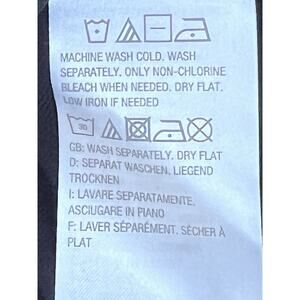 MACHINE WASH COLD. WASH
SEPARATELY. ONLY NON-CHLORINE
BLEACH WHEN NEEDED. DRY FLAT.
LOW IRON IF NEEDED
30
GB: WASH SEPARATELY. DRY FLAT
D: SEPARAT WASCHEN, LIEGEND
TROCKNEN
I: LAVARE SEPARATAMENTE,
ASCIUGARE IN PIANO
F: LAVER SÉPARÉMENT. SÉCHER À
PLAT